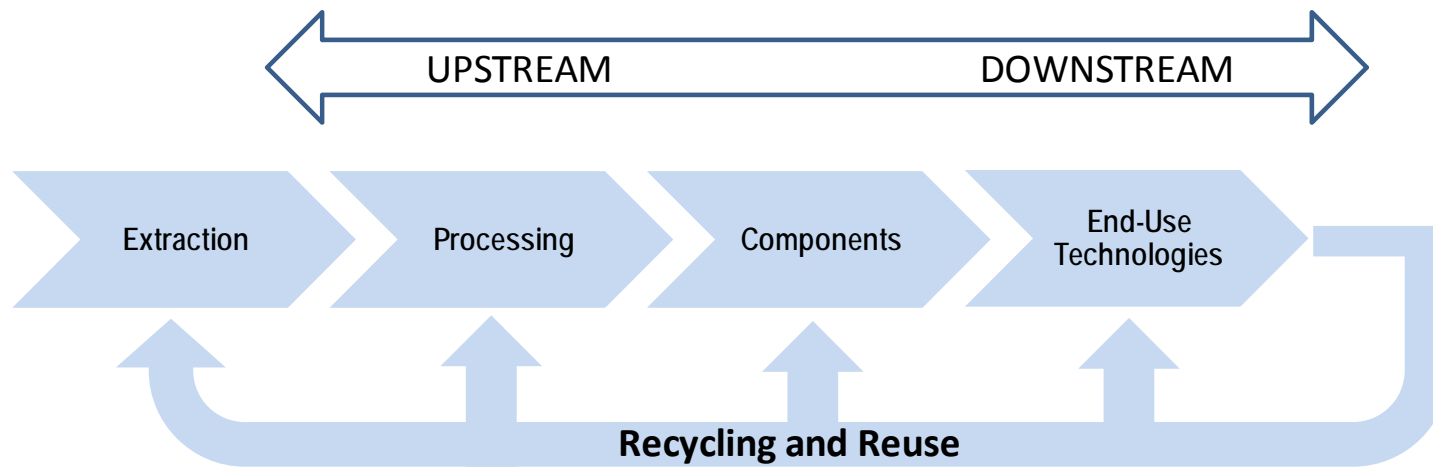 UPSTREAM DOWNSTREAM
Extraction
Processing
Components
End-Use
Technologies
Recycling and Reuse